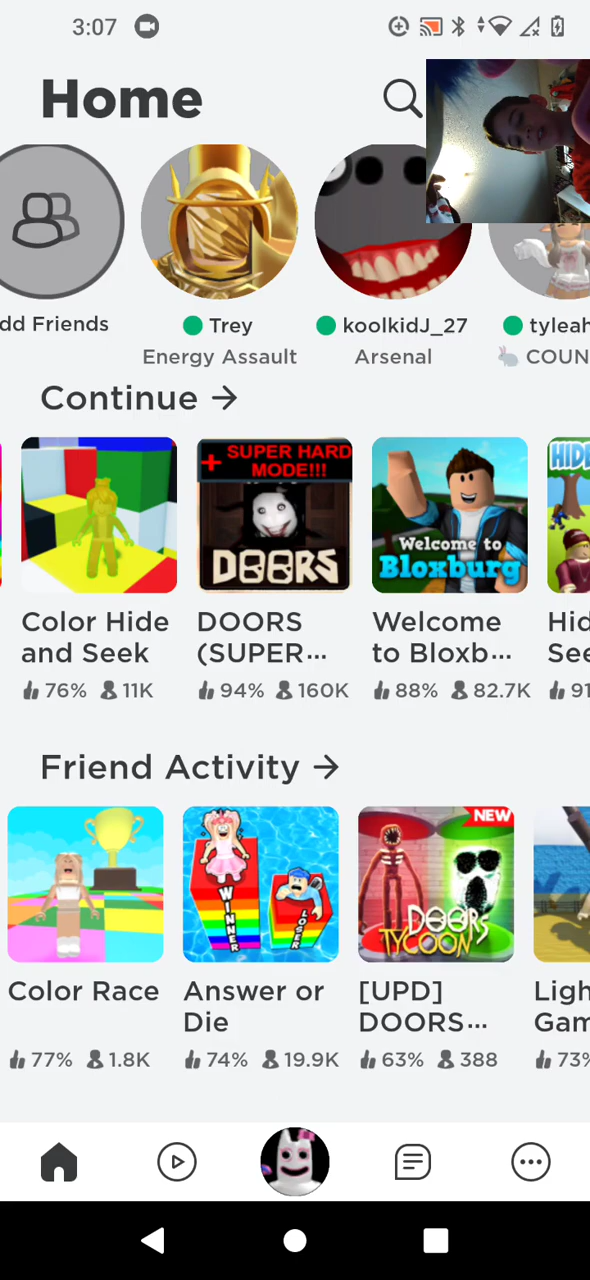 3:07
Home
dd Friends
Trey
koolkidJ_27
tyleah
Energy Assault
Arsenal
COUN
Continue →
+ SUPER HARD
MODE!!!
DOORS
Welcome to
Bloxburg
HIDE
Color Hide
and Seek
DOORS
(SUPER...
Welcome
to Bloxb...
Hid
See
76% 11K
94% 160K
88% 82.7K
91
Friend Activity →
WINNER
LOSER
NEW
DOORS
TYCOON
Color Race
Answer or
Die
[UPD]
DOORS...
Ligh
Gam
77% 1.8K
74% 19.9K
63% 388
73%